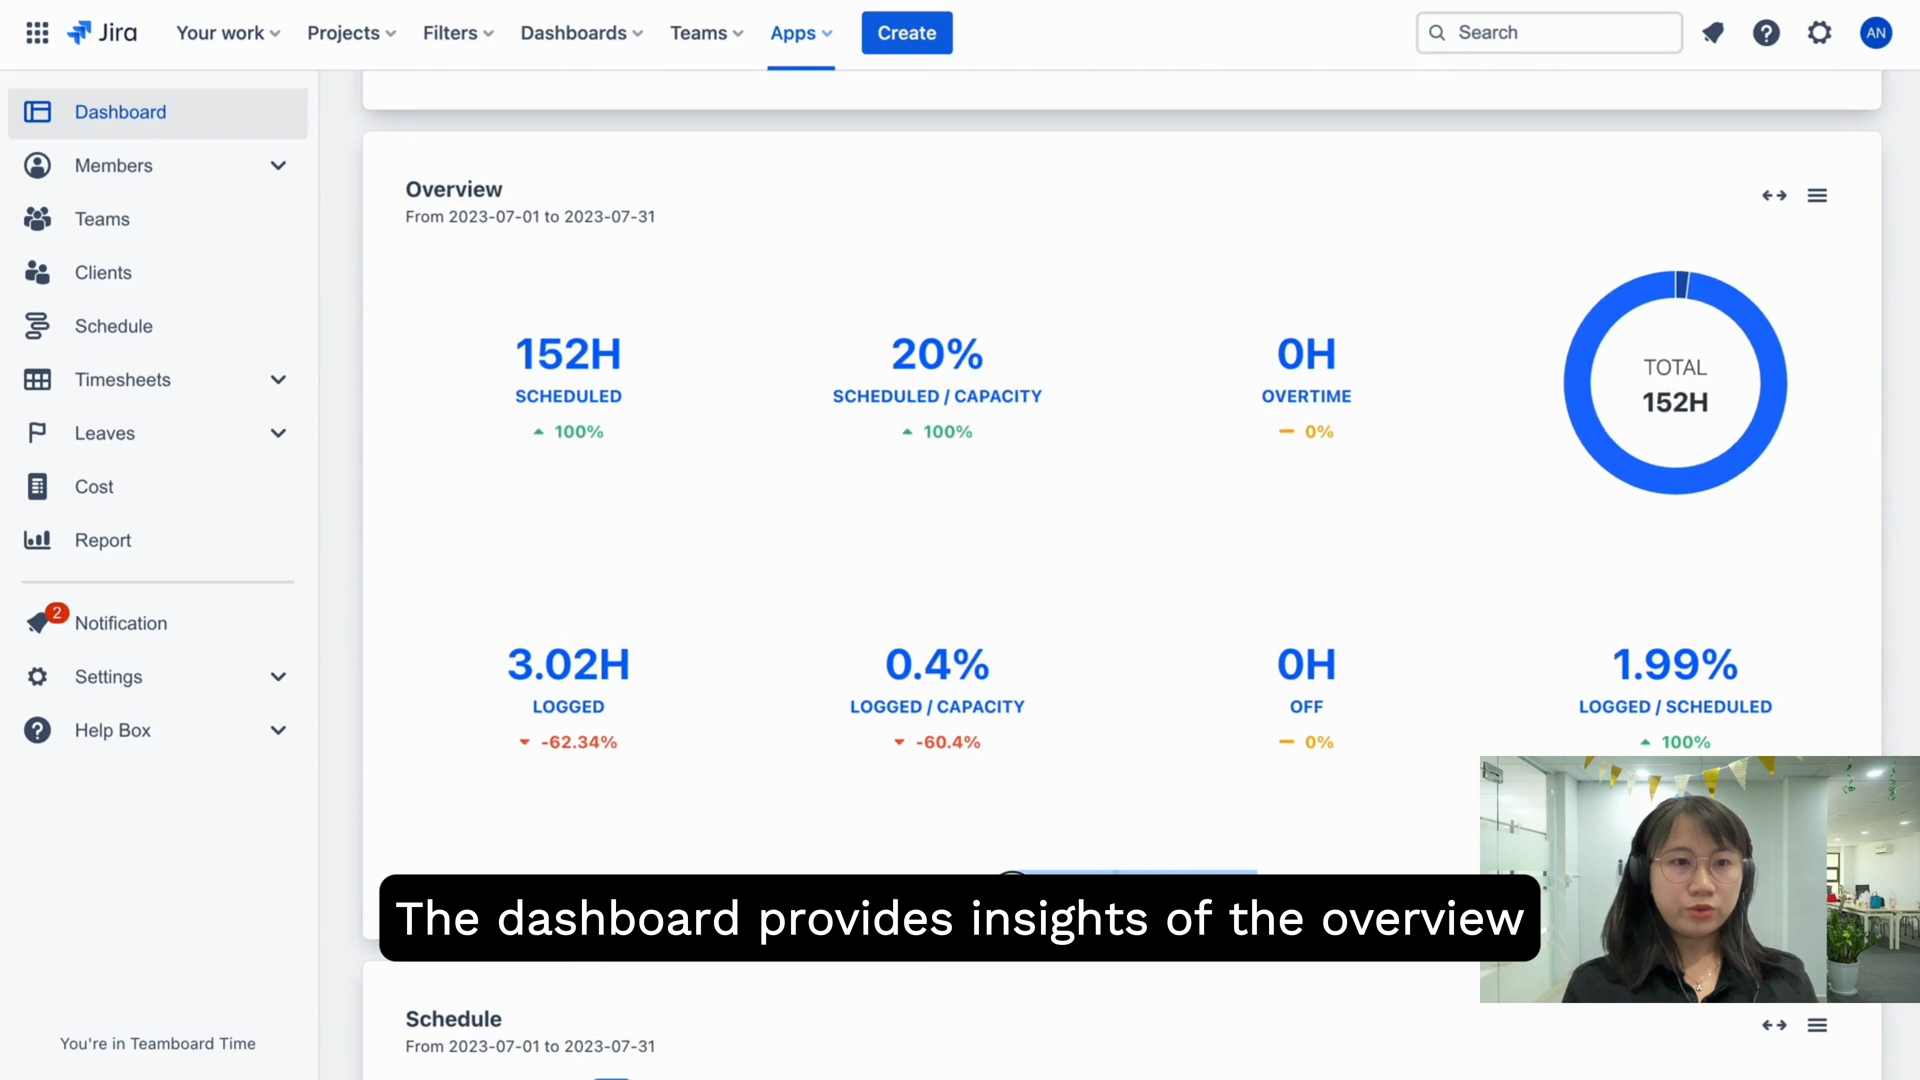 Jira
Your work
Projects
Filters
Dashboards
Teams
Apps
Create
Search
AN
Dashboard
Members
Teams
Clients
Schedule
Timesheets
Leaves
Cost
Report
2
Notification
Settings
Help Box
You're in Teamboard Time
Overview
From 2023-07-01 to 2023-07-31
152H
SCHEDULED
100%
20%
SCHEDULED / CAPACITY
100%
0H
OVERTIME
0%
TOTAL
152H
3.02H
LOGGED
-62.34%
0.4%
LOGGED / CAPACITY
-60.4%
0H
OFF
0%
1.99%
LOGGED / SCHEDULED
100%
The dashboard provides insights of the overview
Schedule
From 2023-07-01 to 2023-07-31